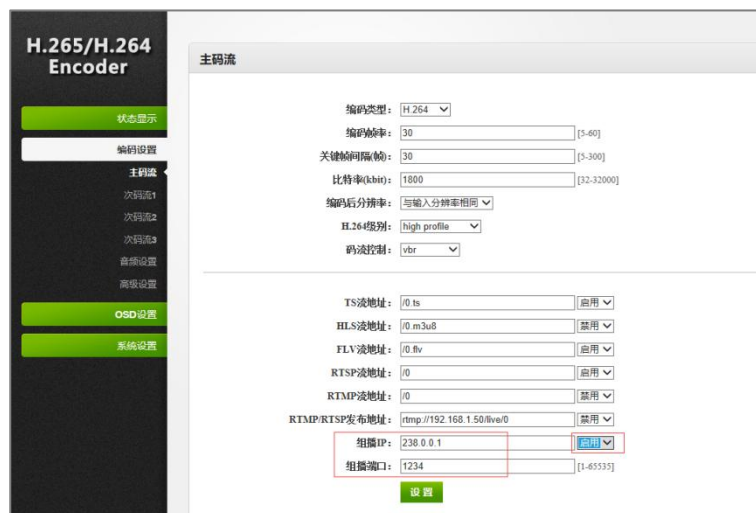 H.265/H.264
Encoder
状态显示
编码设置
主码流
次码流1
次码流2
次码流3
音频设置
高级设置
OSD设置
系统设置
主码流
编码类型： H.264
编码帧率： 30 [5-60]
关键帧间隔(帧)： 30 [5-300]
比特率(kbit)： 1800 [32-32000]
编码后分辨率： 与输入分辨率相同
H.264级别： high profile
码流控制： vbr
TS流地址： /0.ts 启用
HLS流地址： /0.m3u8 禁用
FLV流地址： /0.flv 启用
RTSP流地址： /0 启用
RTMP流地址： /0 禁用
RTMP/RTSP发布地址： rtmp://192.168.1.50/live/0 禁用
组播IP： 238.0.0.1 启用
组播端口： 1234 [1-65535]
设 置